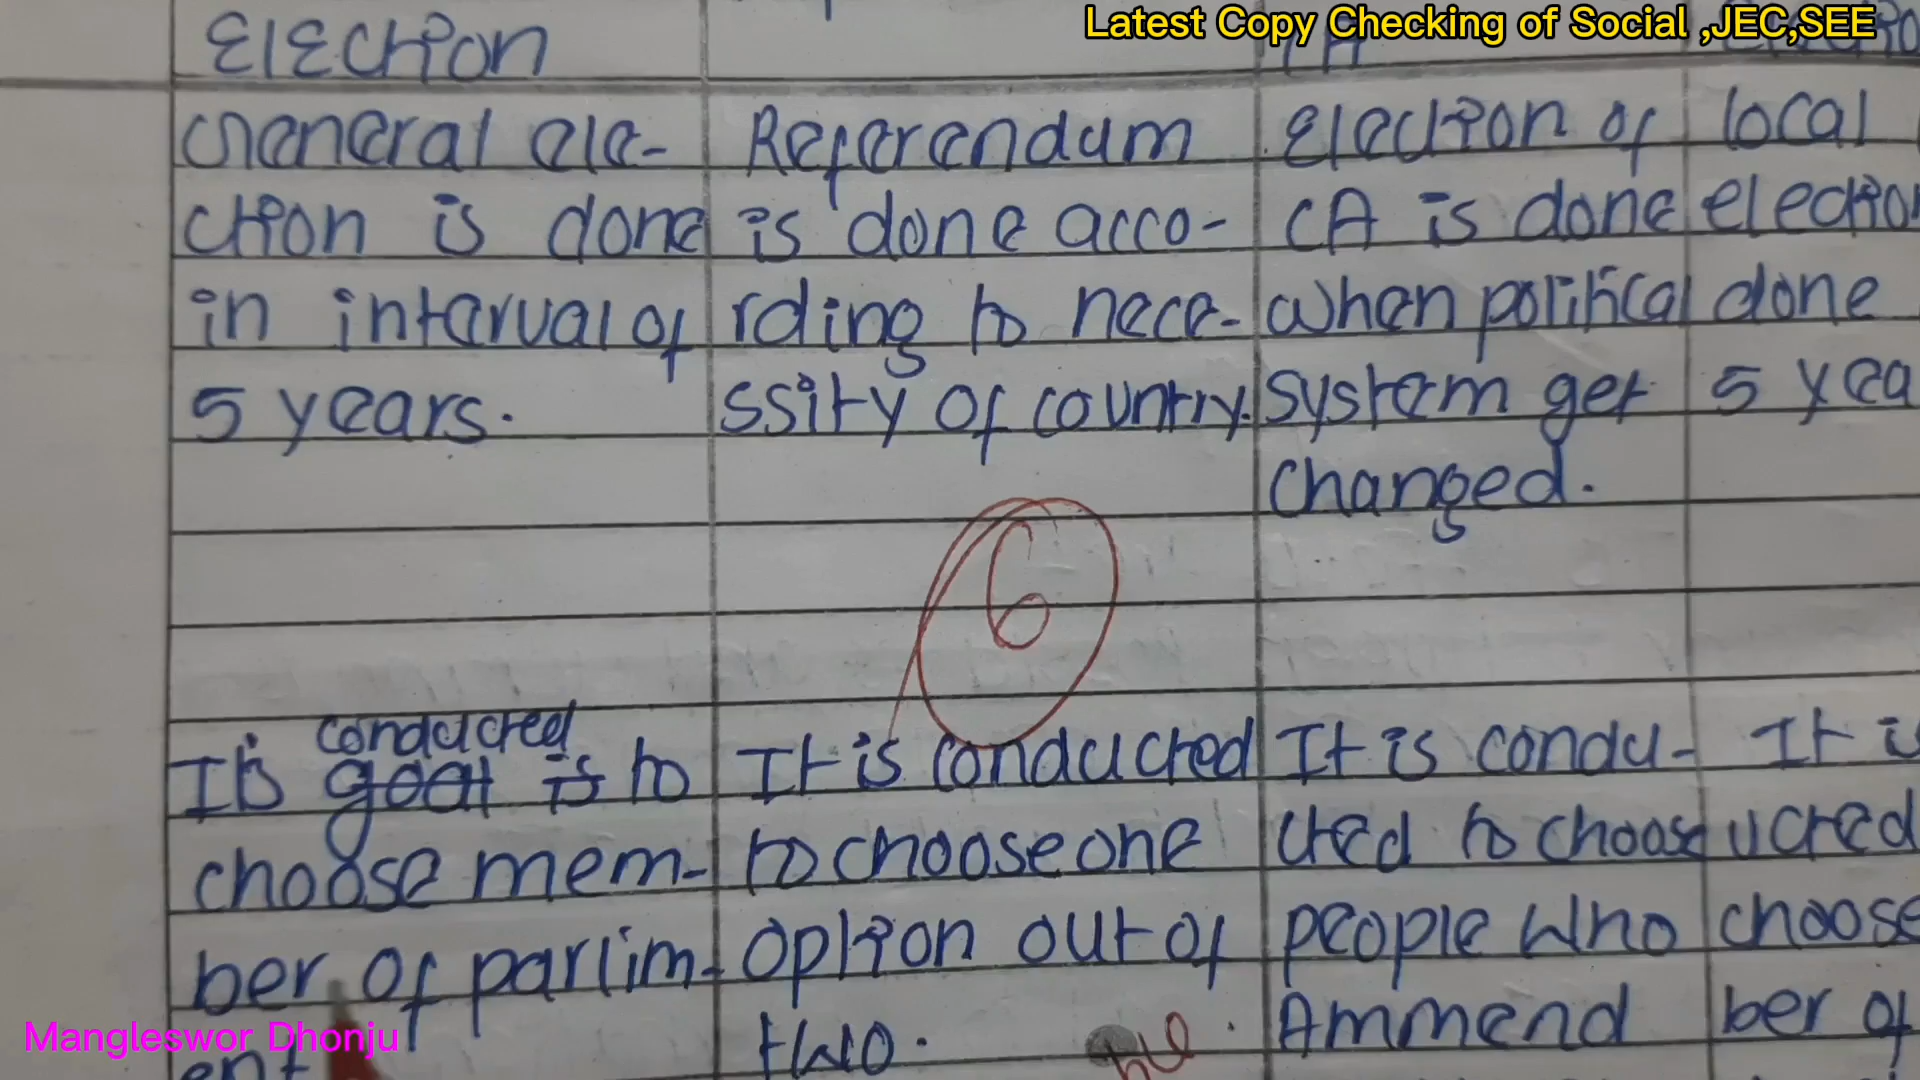 Latest Copy Checking of Social ,JEC,SEE
Election
General ele-
ction is done
in interval of
5 years.
Referendum
is done acco-
rding to nece-
ssity of country.
Election of
CA is done
when political
system get
changed.
local
election
done
5 yea
6
It is conducted to
choose mem-
ber of parlim-
ent
It is conducted
to choose one
option out of
two.
It is condu-
cted to choose
people who
Ammend
It is
ucted
choose
ber of
Mangleswor Dhonju